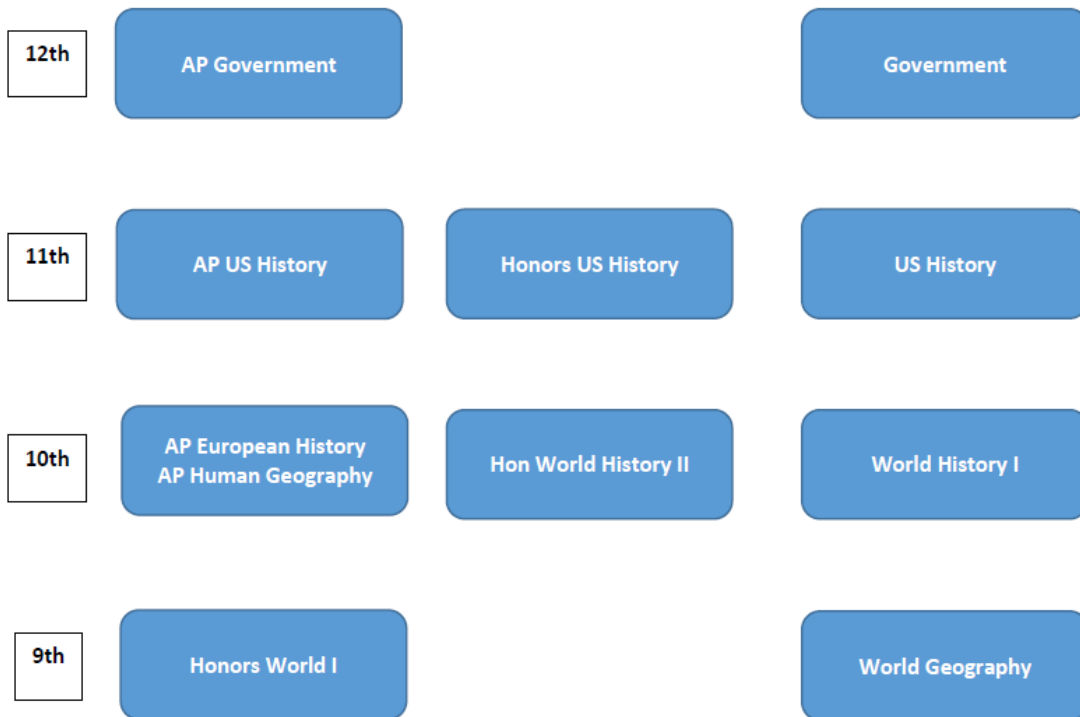 12th
AP Government
Government
11th
AP US History
Honors US History
US History
10th
AP European History
AP Human Geography
Hon World History II
World History I
9th
Honors World I
World Geography